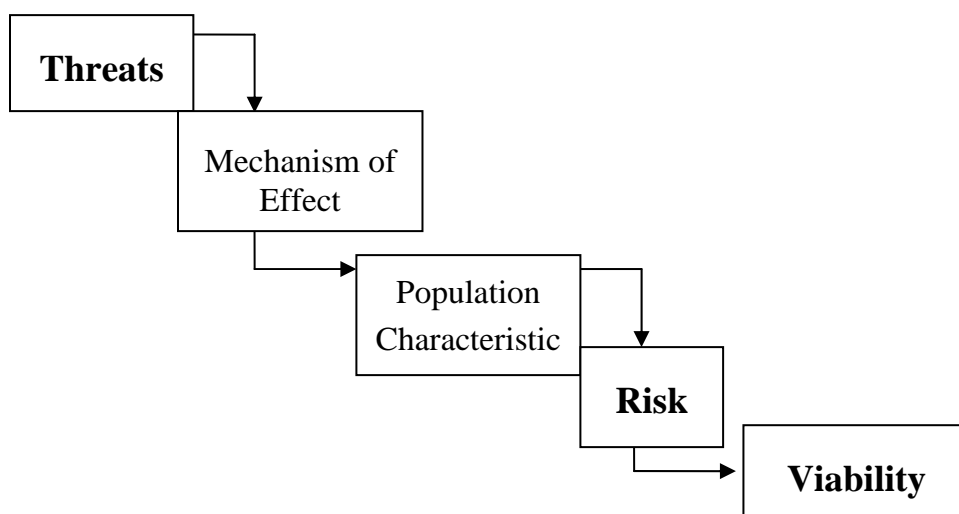 Threats
Mechanism of
Effect
Population
Characteristic
Risk
Viability